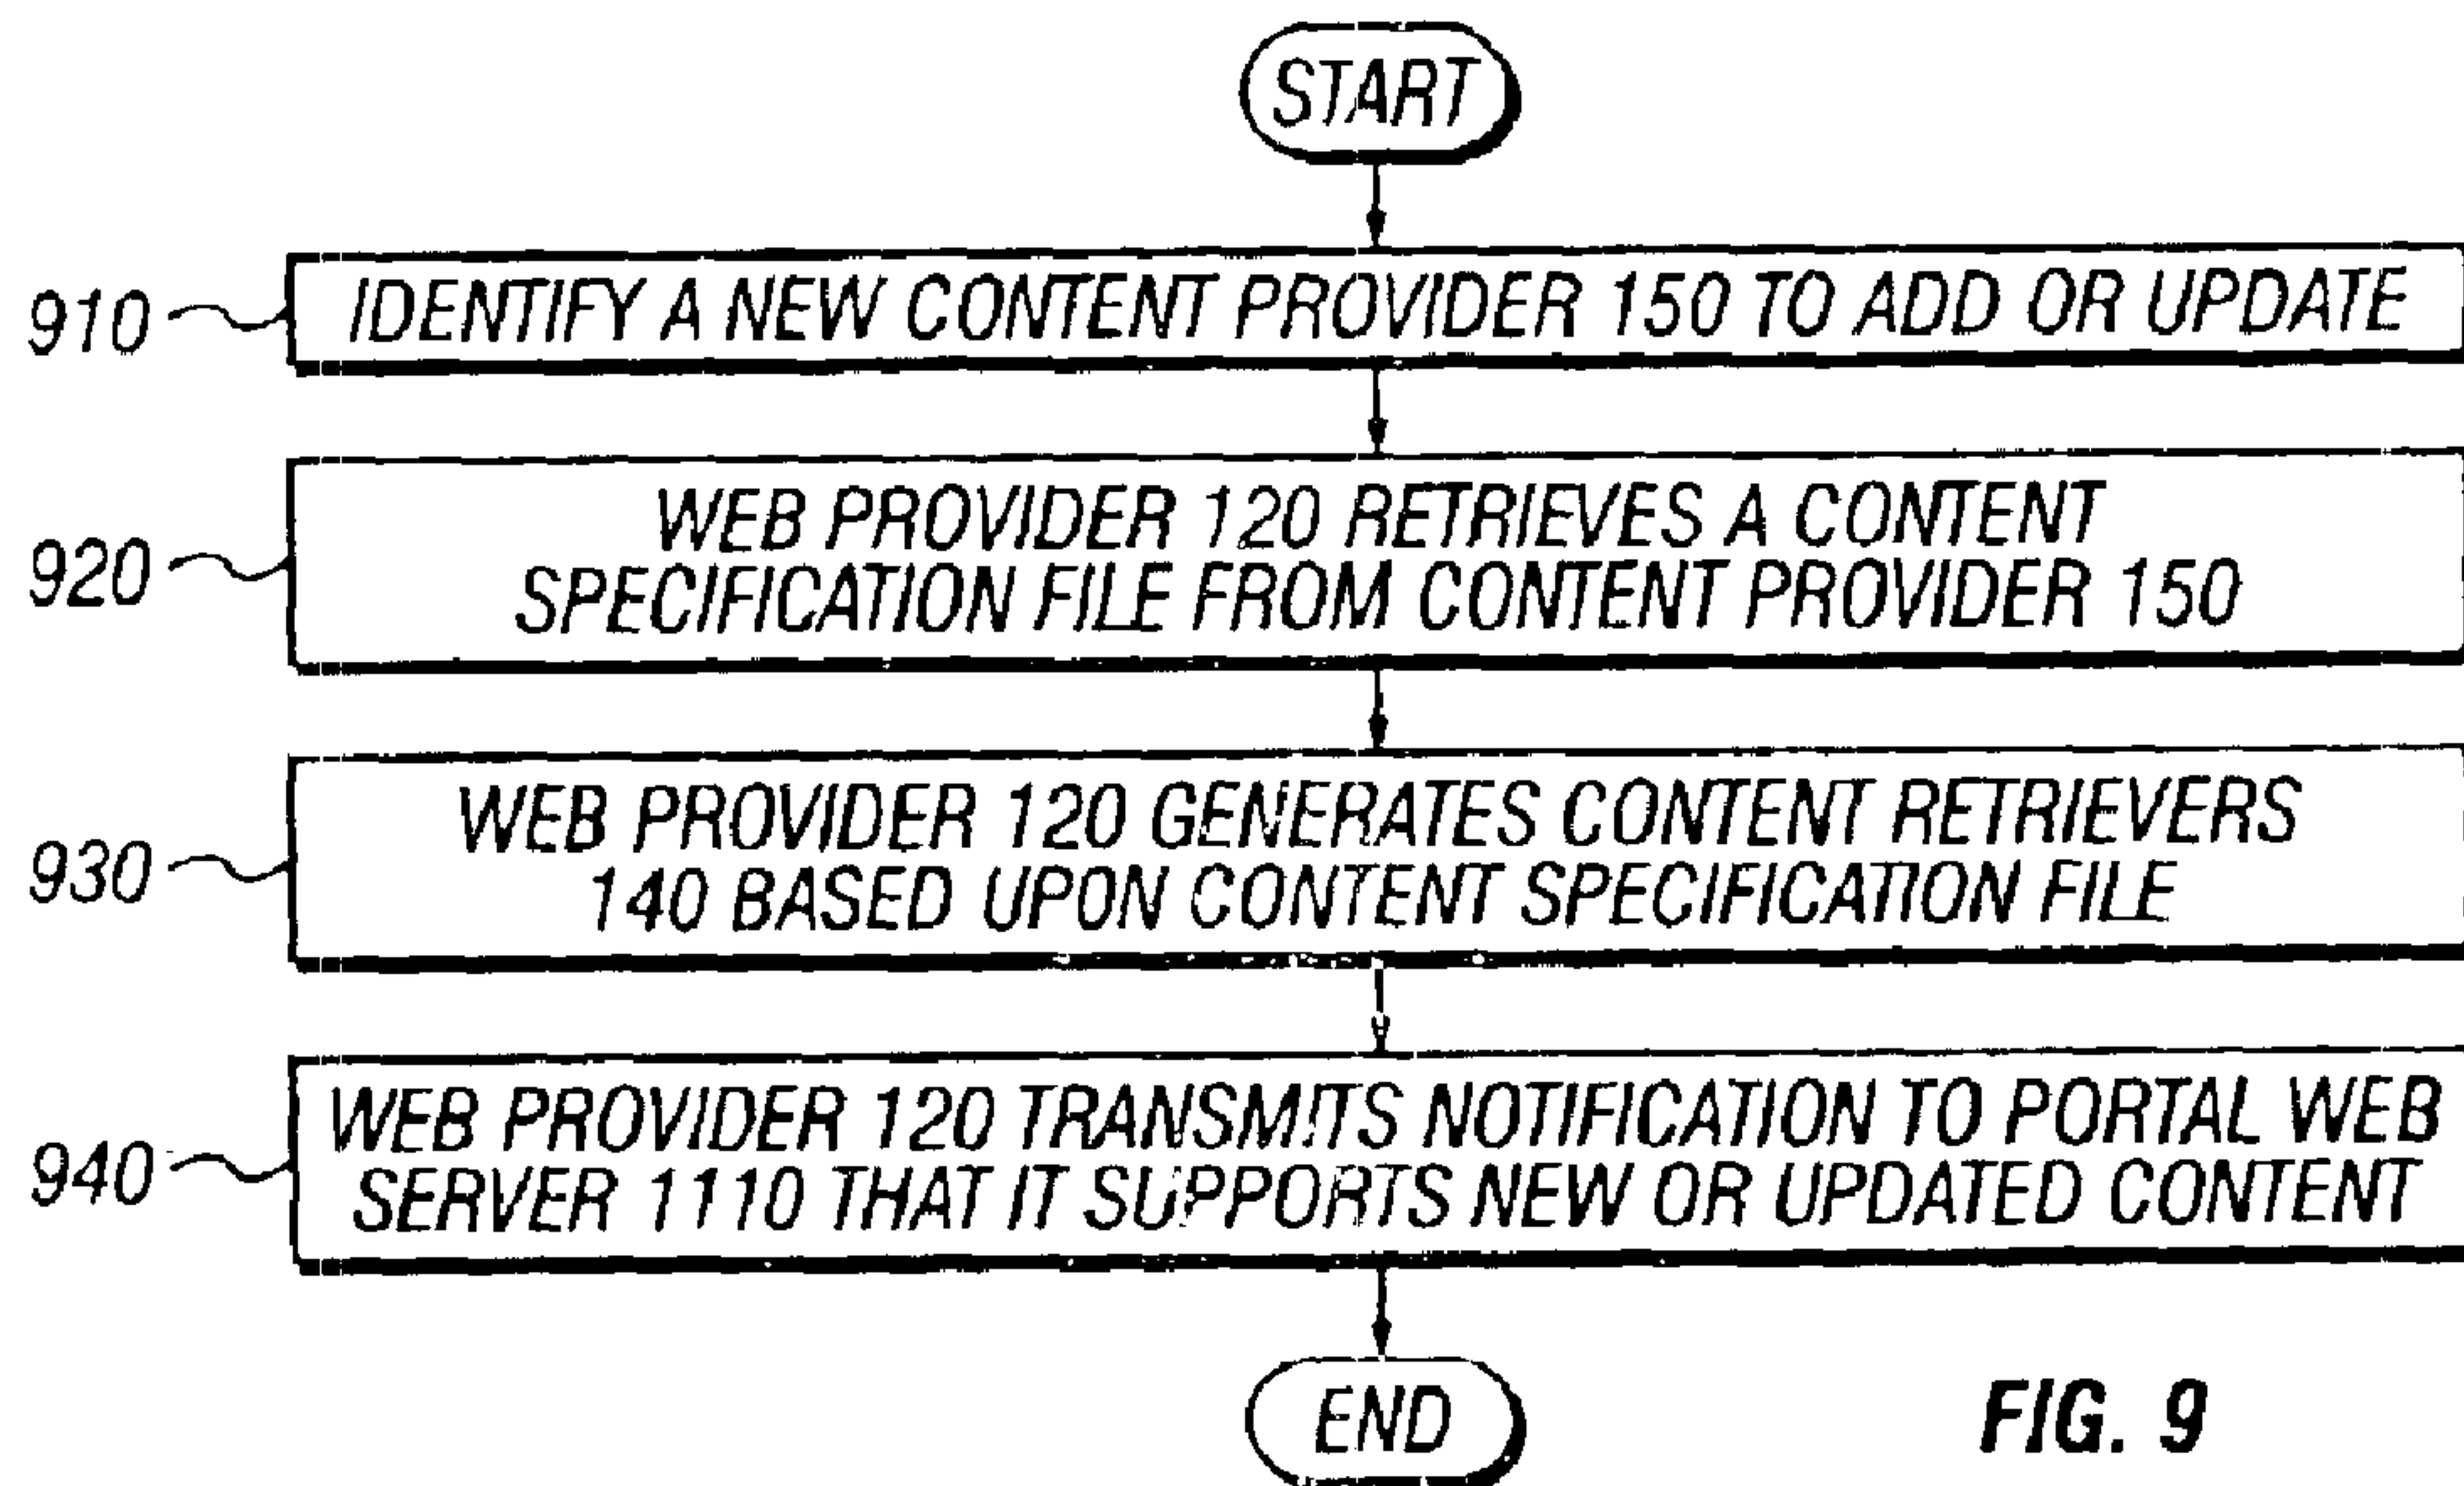 START
910
IDENTIFY A NEW CONTENT PROVIDER 150 TO ADD OR UPDATE
920
WEB PROVIDER 120 RETRIEVES A CONTENT
SPECIFICATION FILE FROM CONTENT PROVIDER 150
930
WEB PROVIDER 120 GENERATES CONTENT RETRIEVERS
140 BASED UPON CONTENT SPECIFICATION FILE
940
WEB PROVIDER 120 TRANSMITS NOTIFICATION TO PORTAL WEB
SERVER 1110 THAT IT SUPPORTS NEW OR UPDATED CONTENT
END
FIG. 9